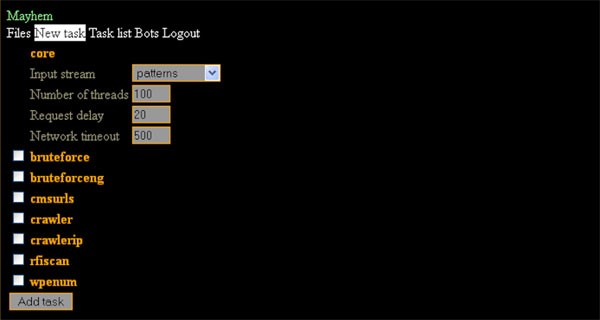 Mayhem
Files New task Task list Bots Logout
core
Input stream patterns
Number of threads 100
Request delay 20
Network timeout 500
bruteforce
bruteforceng
cmsurls
crawler
crawlerip
rfiscan
wpenum
Add task